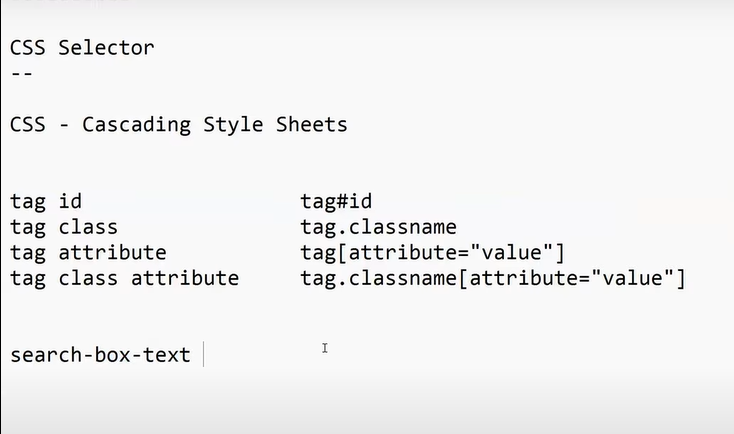 CSS Selector
--
CSS - Cascading Style Sheets
tag id tag#id
tag class tag.classname
tag attribute tag[attribute="value"]
tag class attribute tag.classname[attribute="value"]
search-box-text